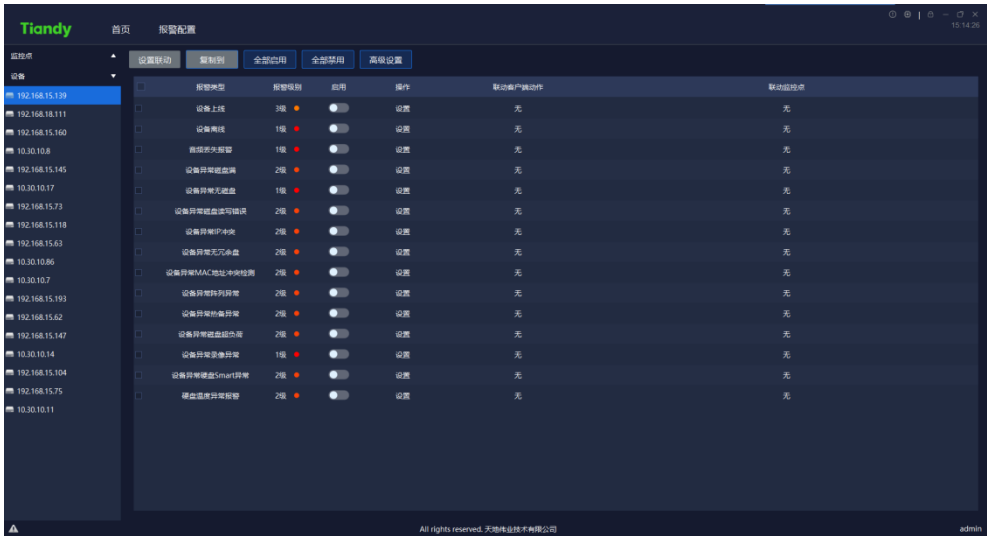 Tiandy 首页 报警配置
15:14:26
监控点
设备
192.168.15.139
192.168.18.111
192.168.15.160
10.30.10.8
192.168.15.145
10.30.10.17
192.168.15.73
192.168.15.118
192.168.15.63
10.30.10.86
10.30.10.7
192.168.15.193
192.168.15.62
192.168.15.147
10.30.10.14
192.168.15.104
192.168.15.75
10.30.10.11
设置联动 复制到 全部启用 全部禁用 高级设置
报警类型 报警级别 启用 操作 联动客户端动作 联动监控点
设备上线 3级 设置 无 无
设备离线 1级 设置 无 无
音频丢失报警 1级 设置 无 无
设备异常磁盘满 2级 设置 无 无
设备异常无磁盘 1级 设置 无 无
设备异常磁盘读写错误 2级 设置 无 无
设备异常IP冲突 2级 设置 无 无
设备异常无冗余盘 2级 设置 无 无
设备异常MAC地址冲突检测 2级 设置 无 无
设备异常阵列异常 2级 设置 无 无
设备异常热备异常 2级 设置 无 无
设备异常磁盘超负荷 2级 设置 无 无
设备异常录像异常 1级 设置 无 无
设备异常硬盘Smart异常 2级 设置 无 无
硬盘温度异常报警 2级 设置 无 无
All rights reserved. 天地伟业技术有限公司
admin